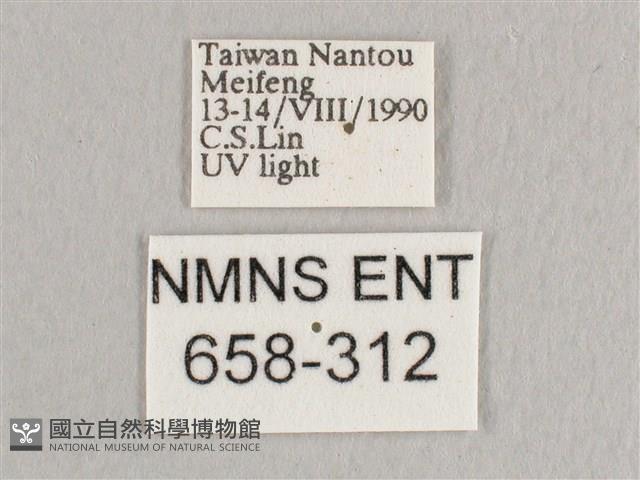 Taiwan Nantou
Meifeng
13-14/VIII/1990
C.S.Lin
UV light
NMNS ENT
658-312
國立自然科學博物館
NATIONAL MUSEUM OF NATURAL SCIENCE